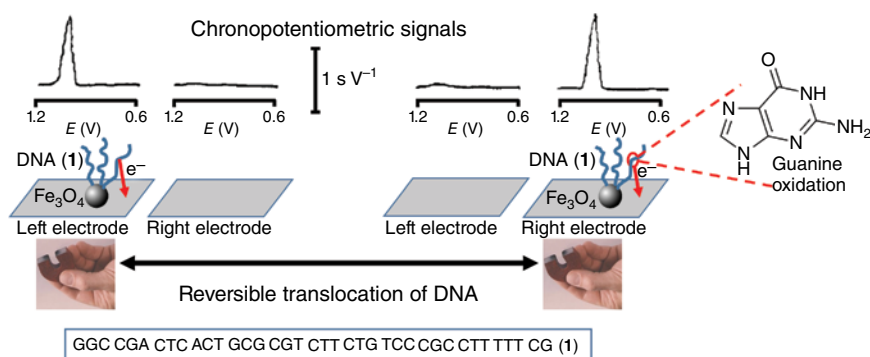 Chronopotentiometric signals
1 s V⁻¹
1.2 0.6 1.2 0.6 1.2 0.6 1.2 0.6
E (V) E (V) E (V) E (V)
DNA (1) e– DNA (1) e–
Fe3O4 Fe3O4
Left electrode Right electrode Left electrode Right electrode
O
N NH
N H N NH2
Guanine
oxidation
Reversible translocation of DNA
GGC CCGA CTC ACT GCG CGT CTT CTG TCC CGC CTT TTT CG (1)